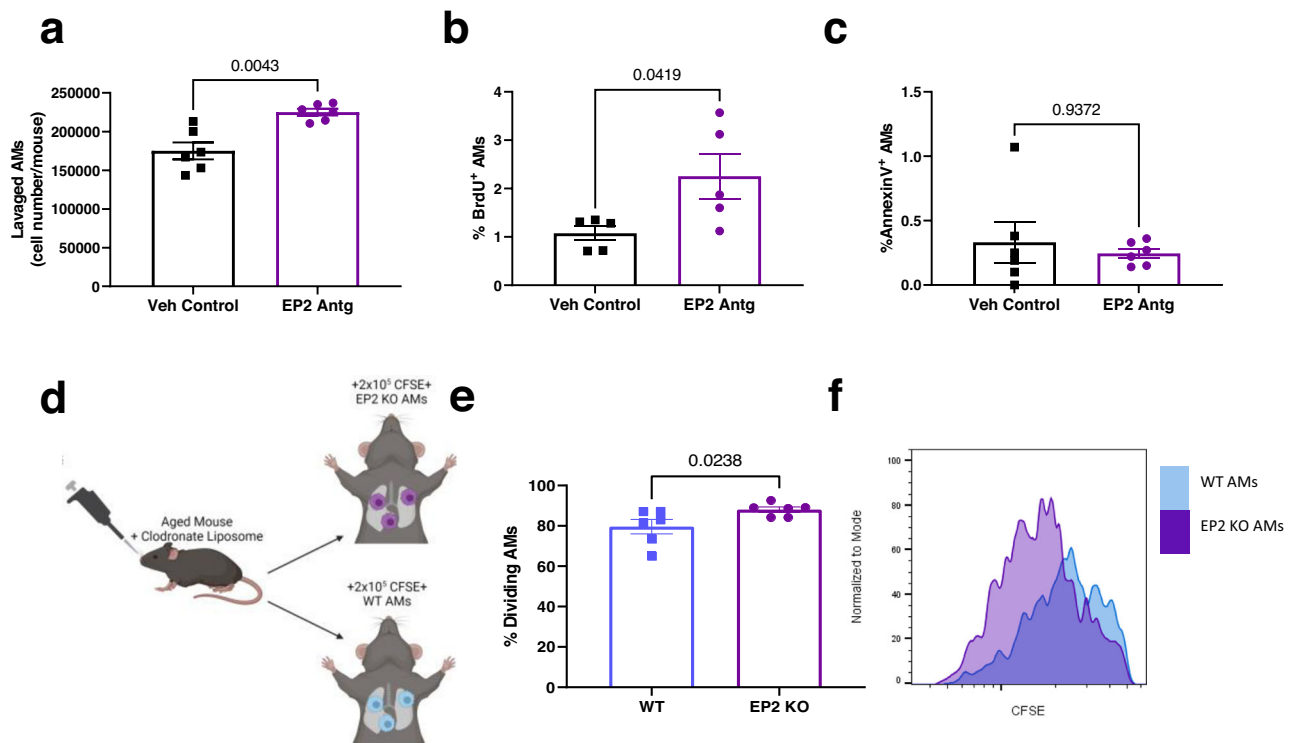 a
0.0043
250000
200000
150000
100000
50000
0
Lavaged AMs
(cell number/mouse)
Veh Control
EP2 Antg
b
0.0419
4
3
2
1
0
% BrdU⁺ AMs
Veh Control
EP2 Antg
c
0.9372
1.5
1.0
0.5
0.0
%AnnexinV⁺ AMs
Veh Control
EP2 Antg
d
Aged Mouse
+ Clodronate Liposome
+2x10⁵ CFSE+
EP2 KO AMs
+2x10⁵ CFSE+
WT AMs
e
0.0238
100
80
60
40
20
0
% Dividing AMs
WT
EP2 KO
f
100
80
60
40
20
0
Normalized to Mode
CFSE
WT AMs
EP2 KO AMs